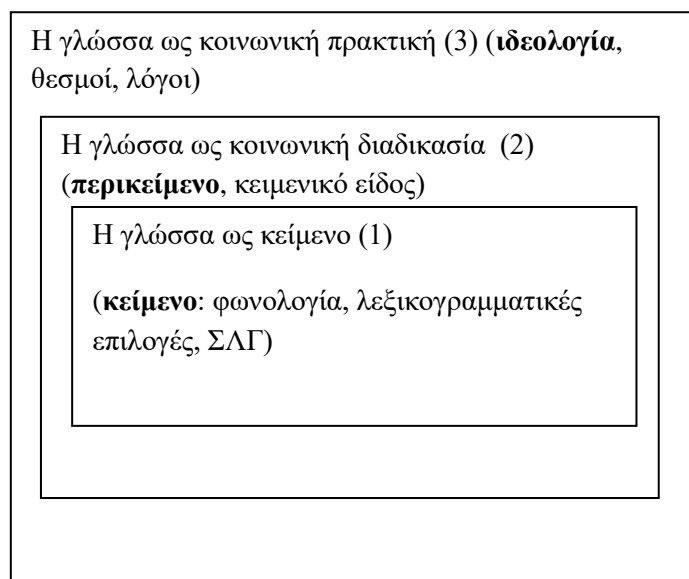 Η γλώσσα ως κοινωνική πρακτική (3) (ιδεολογία,
θεσμοί, λόγοι)
Η γλώσσα ως κοινωνική διαδικασία (2)
(περικείμενο, κειμενικό είδος)
Η γλώσσα ως κείμενο (1)
(κείμενο: φωνολογία, λεξικογραμματικές
επιλογές, ΣΛΓ)